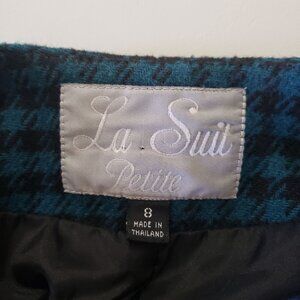 La Suit
Petite
8
MADE IN
THAILAND